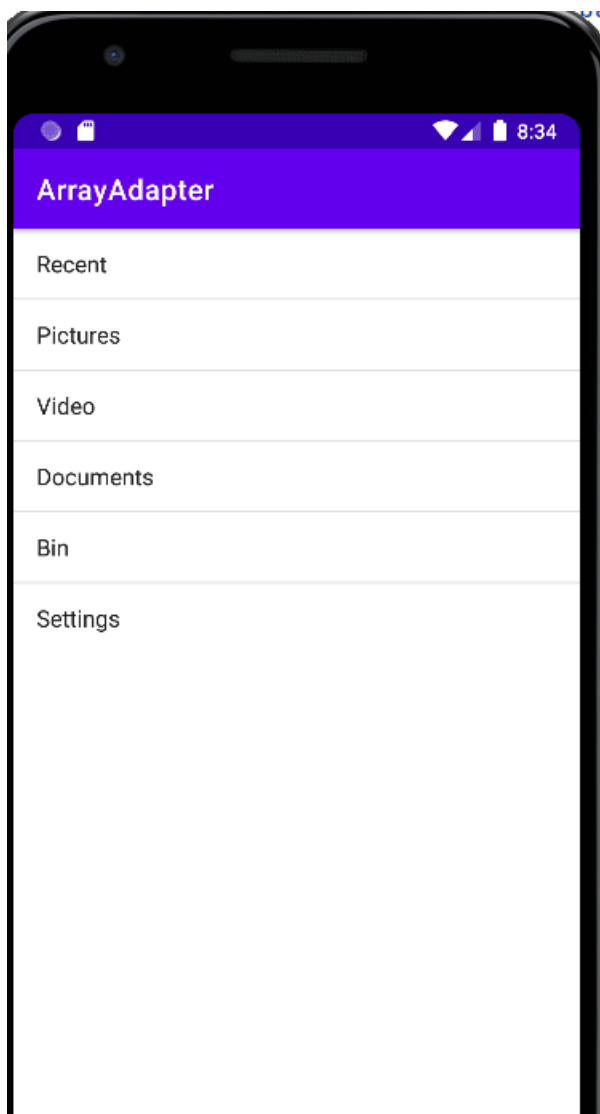 8:34
ArrayAdapter
Recent
Pictures
Video
Documents
Bin
Settings